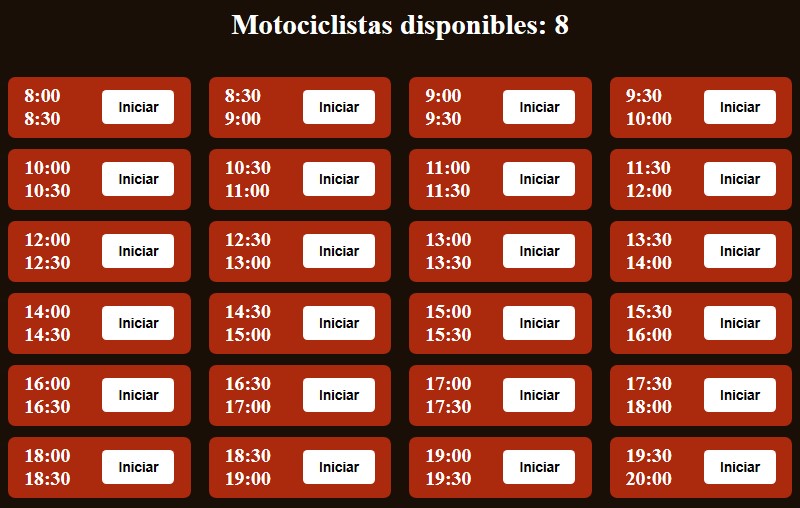 Motociclistas disponibles: 8
8:00
8:30
Iniciar
8:30
9:00
Iniciar
9:00
9:30
Iniciar
9:30
10:00
Iniciar
10:00
10:30
Iniciar
10:30
11:00
Iniciar
11:00
11:30
Iniciar
11:30
12:00
Iniciar
12:00
12:30
Iniciar
12:30
13:00
Iniciar
13:00
13:30
Iniciar
13:30
14:00
Iniciar
14:00
14:30
Iniciar
14:30
15:00
Iniciar
15:00
15:30
Iniciar
15:30
16:00
Iniciar
16:00
16:30
Iniciar
16:30
17:00
Iniciar
17:00
17:30
Iniciar
17:30
18:00
Iniciar
18:00
18:30
Iniciar
18:30
19:00
Iniciar
19:00
19:30
Iniciar
19:30
20:00
Iniciar